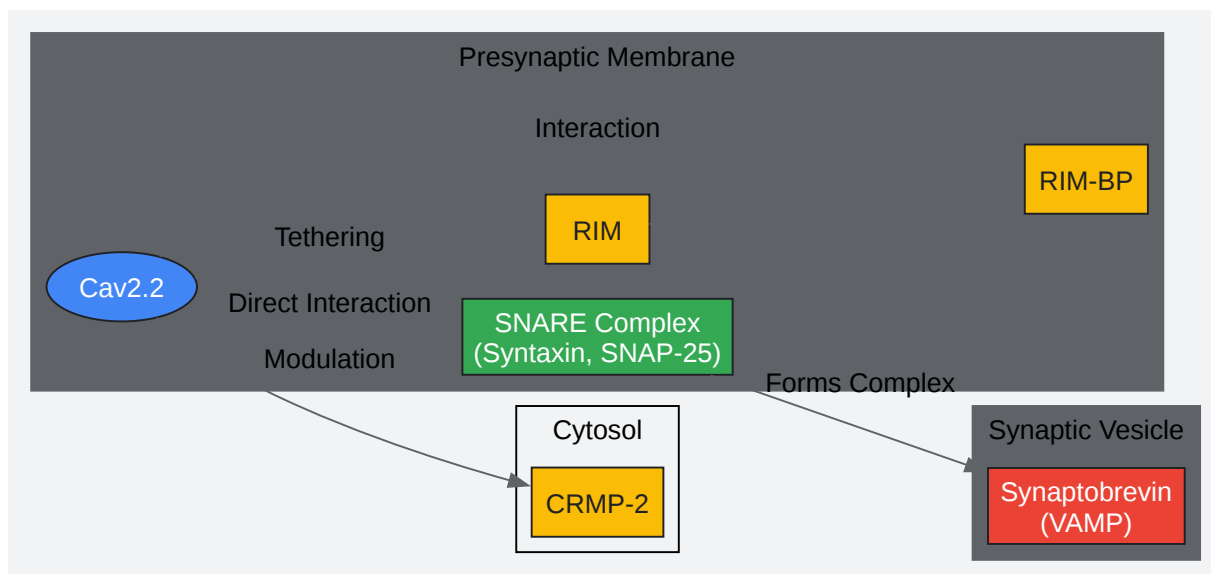 Presynaptic Membrane
Interaction
RIM-BP
RIM
Tethering
Cav2.2
Direct Interaction
SNARE Complex
(Syntaxin, SNAP-25)
Modulation
Forms Complex
Cytosol
CRMP-2
Synaptic Vesicle
Synaptobrevin
(VAMP)